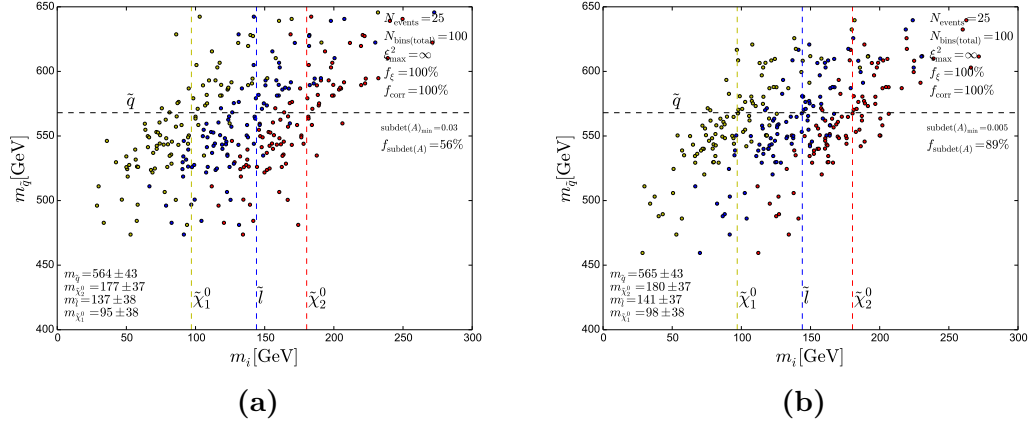 650
600
550
500
450
400
0
50
100
150
200
250
300
m_q̃[GeV]
m_i[GeV]
q̃
χ̃⁰₁
l̃
χ̃⁰₂
N_events=25
N_bins(total)=100
ξ²_max=∞
f_ξ=100%
f_corr=100%
subdet(A)_min=0.03
f_subdet(A)=56%
m_q̃=564±43
m_χ̃⁰₂=177±37
m_l̃=137±38
m_χ̃⁰₁=95±38
(a)
650
600
550
500
450
400
0
50
100
150
200
250
300
m_q̃[GeV]
m_i[GeV]
q̃
χ̃⁰₁
l̃
χ̃⁰₂
N_events=25
N_bins(total)=100
ξ²_max=∞
f_ξ=100%
f_corr=100%
subdet(A)_min=0.005
f_subdet(A)=89%
m_q̃=565±43
m_χ̃⁰₂=180±37
m_l̃=141±37
m_χ̃⁰₁=98±38
(b)